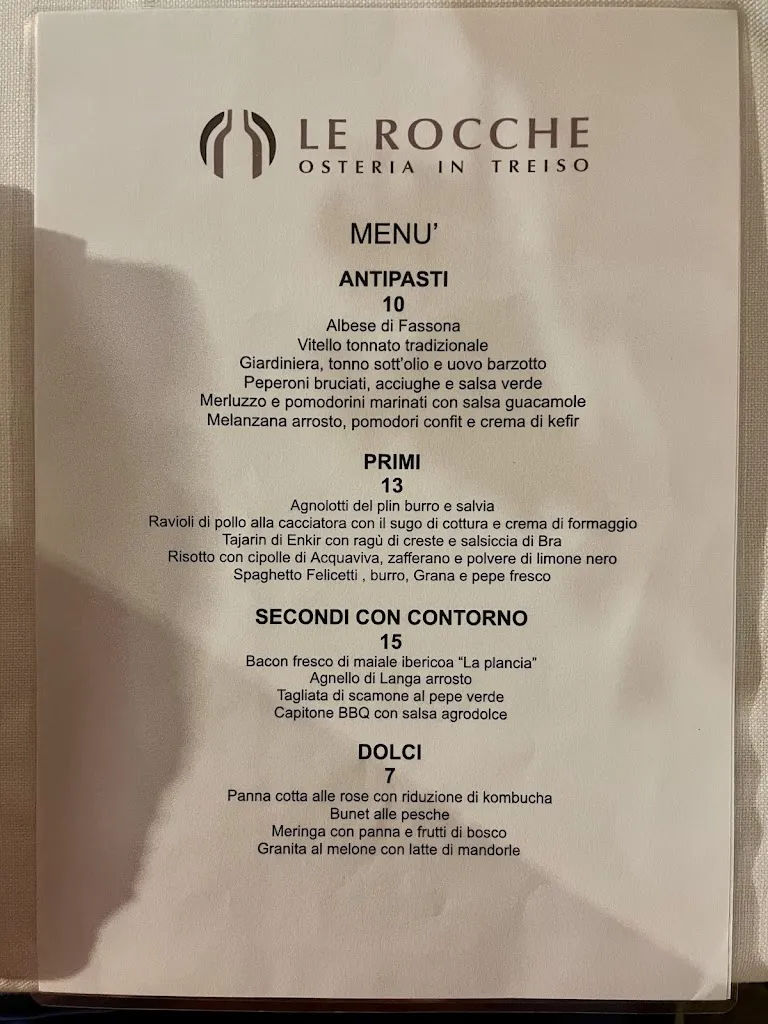 LE ROCCHE
OSTERIA IN TREISO
MENU'
ANTIPASTI
10
Albese di Fassona
Vitello tonnato tradizionale
Giardiniera, tonno sott'olio e uovo barzotto
Peperoni bruciati, acciughe e salsa verde
Merluzzo e pomodorini marinati con salsa guacamole
Melanzana arrosto, pomodori confit e crema di kefir
PRIMI
13
Agnolotti del plin burro e salvia
Ravioli di pollo alla cacciatora con il sugo di cottura e crema di formaggio
Tajarin di Enkir con ragù di creste e salsiccia di Bra
Risotto con cipolle di Acquaviva, zafferano e polvere di limone nero
Spaghetto Felicetti , burro, Grana e pepe fresco
SECONDI CON CONTORNO
15
Bacon fresco di maiale ibericoa "La plancia"
Agnello di Langa arrosto
Tagliata di scamone al pepe verde
Capitone BBQ con salsa agrodolce
DOLCI
7
Panna cotta alle rose con riduzione di kombucha
Bunet alle pesche
Meringa con panna e frutti di bosco
Granita al melone con latte di mandorle